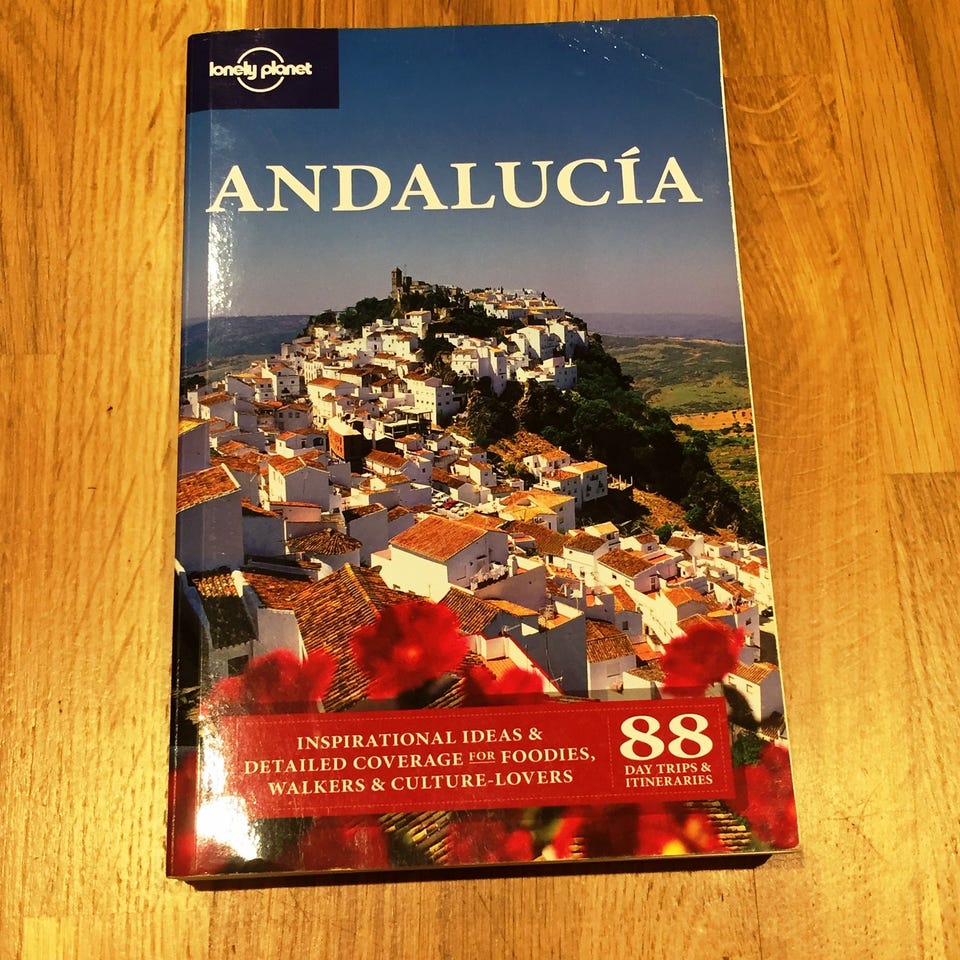 lonely planet
ANDALUCÍA
INSPIRATIONAL IDEAS &
DETAILED COVERAGE FOR FOODIES,
WALKERS & CULTURE-LOVERS
88
DAY TRIPS &
ITINERARIES